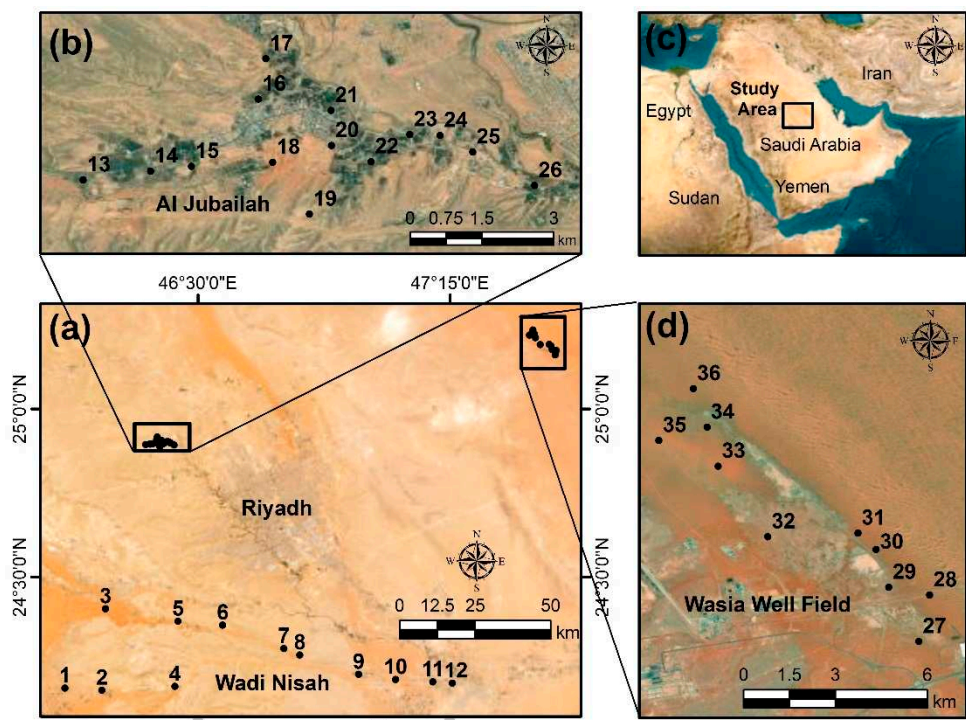 (b)
N
W E
S
17
16
21
20
23 24
25
22
26
13
14 15
18
19
Al Jubailah
0 0.75 1.5 3
km
(c)
N
W E
S
Iran
Egypt
Study
Area
Saudi Arabia
Yemen
Sudan
46°30'0"E 47°15'0"E
(a)
25°0'0"N
24°30'0"N
Riyadh
N
W E
S
0 12.5 25 50
km
3
5 6
7 8
9 10 11 12
1 2 4
Wadi Nisah
25°0'0"N
24°30'0"N
(d)
N
W E
S
36
34
35
33
32
31
30
29
28
27
Wasia Well Field
0 1.5 3 6
km